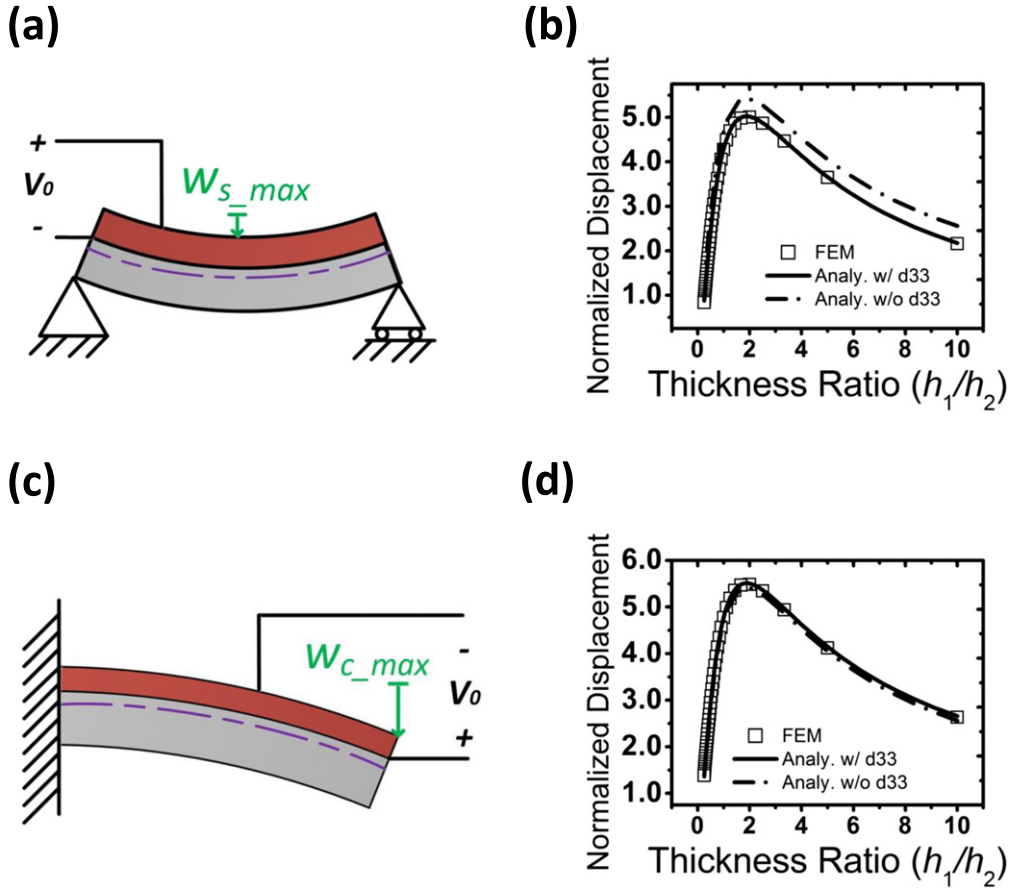 (a)
+
V0
-
Ws_max
(b)
Normalized Displacement
5.0
4.0
3.0
2.0
1.0
FEM
Analy. w/ d33
Analy. w/o d33
0 2 4 6 8 10
Thickness Ratio (h1/h2)
(c)
-
Wc_max
V0
+
(d)
Normalized Displacement
6.0
5.0
4.0
3.0
2.0
1.0
FEM
Analy. w/ d33
Analy. w/o d33
0 2 4 6 8 10
Thickness Ratio (h1/h2)